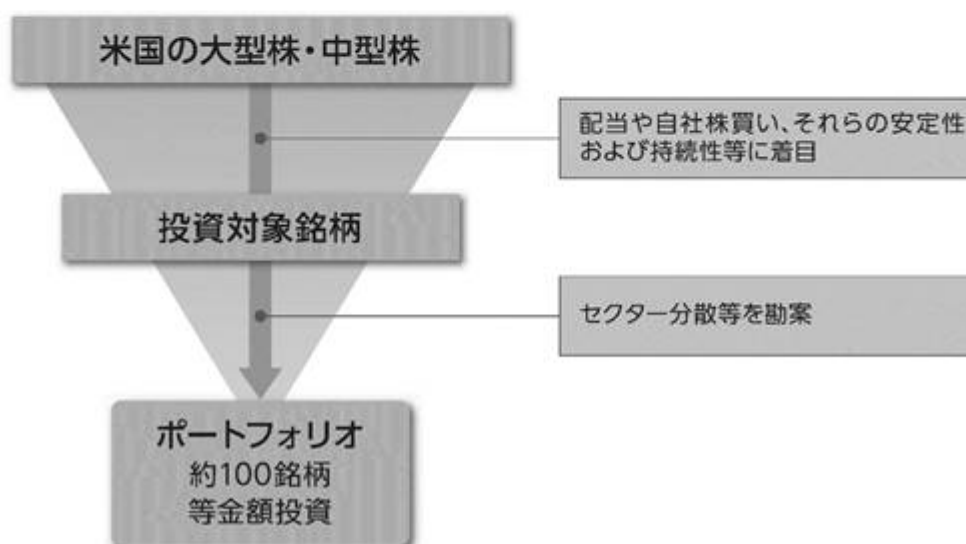 米国の大型株・中型株
配当や自社株買い、それらの安定性
および持続性等に着目
投資対象銘柄
セクター分散等を勘案
ポートフォリオ
約100銘柄
等金額投資